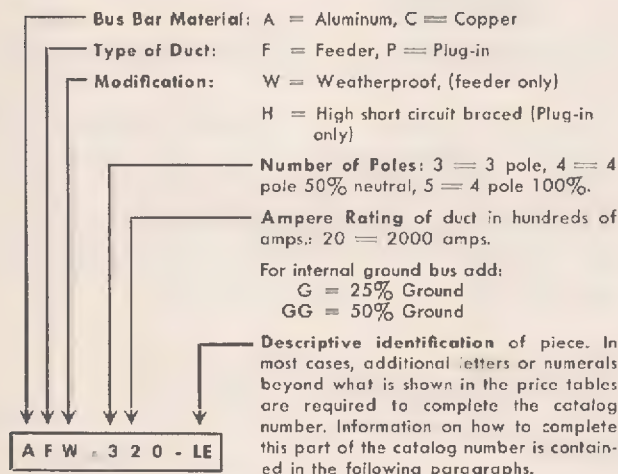 Bus Bar Material: A = Aluminum, C = Copper
Type of Duct: F = Feeder, P = Plug-in
Modification: W = Weatherproof, (feeder only)
H = High short circuit braced (Plug-in
only)
Number of Poles: 3 = 3 pole, 4 = 4
pole 50% neutral, 5 = 4 pole 100%.
Ampere Rating of duct in hundreds of
amps.: 20 = 2000 amps.
For internal ground bus add:
G = 25% Ground
GG = 50% Ground
Descriptive identification of piece. In
most cases, additional letters or numerals
beyond what is shown in the price tables
are required to complete the catalog
number. Information on how to complete
this part of the catalog number is contain-
ed in the following paragraphs.
A F W - 3 2 0 - LE